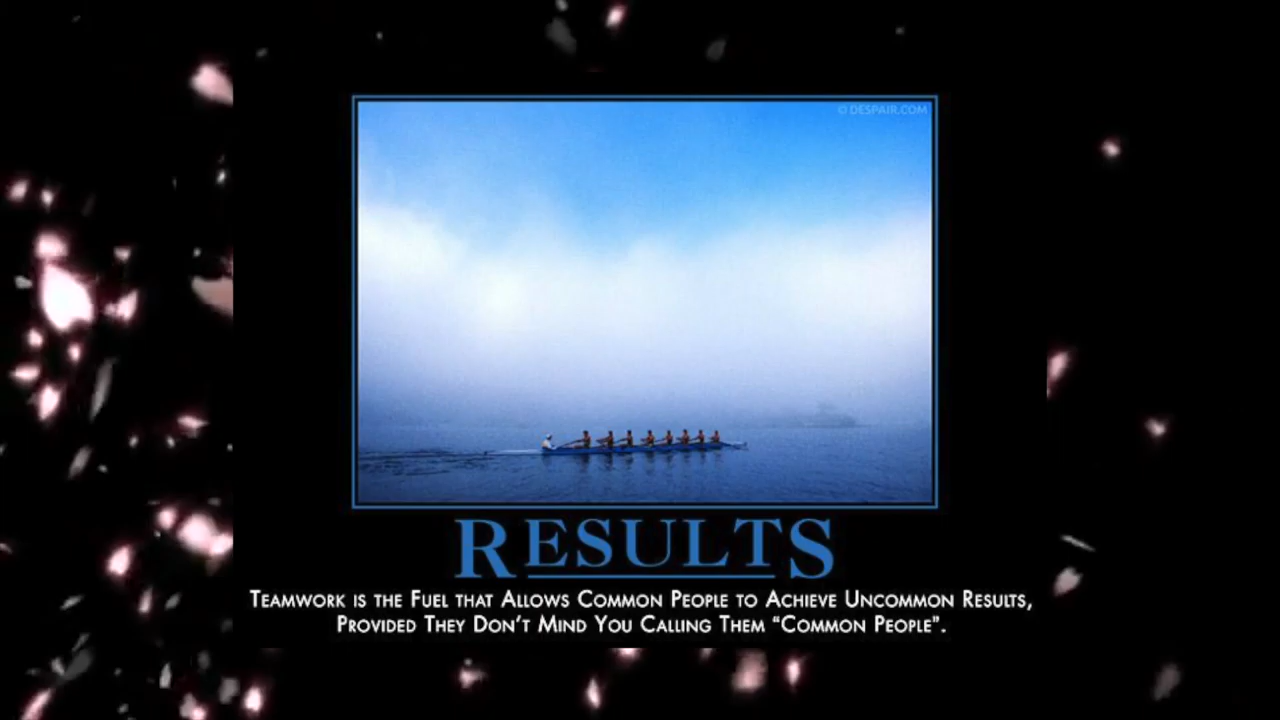 © DESPAIR.COM
RESULTS
TEAMWORK IS THE FUEL THAT ALLOWS COMMON PEOPLE TO ACHIEVE UNCOMMON RESULTS,
PROVIDED THEY DON'T MIND YOU CALLING THEM “COMMON PEOPLE”.